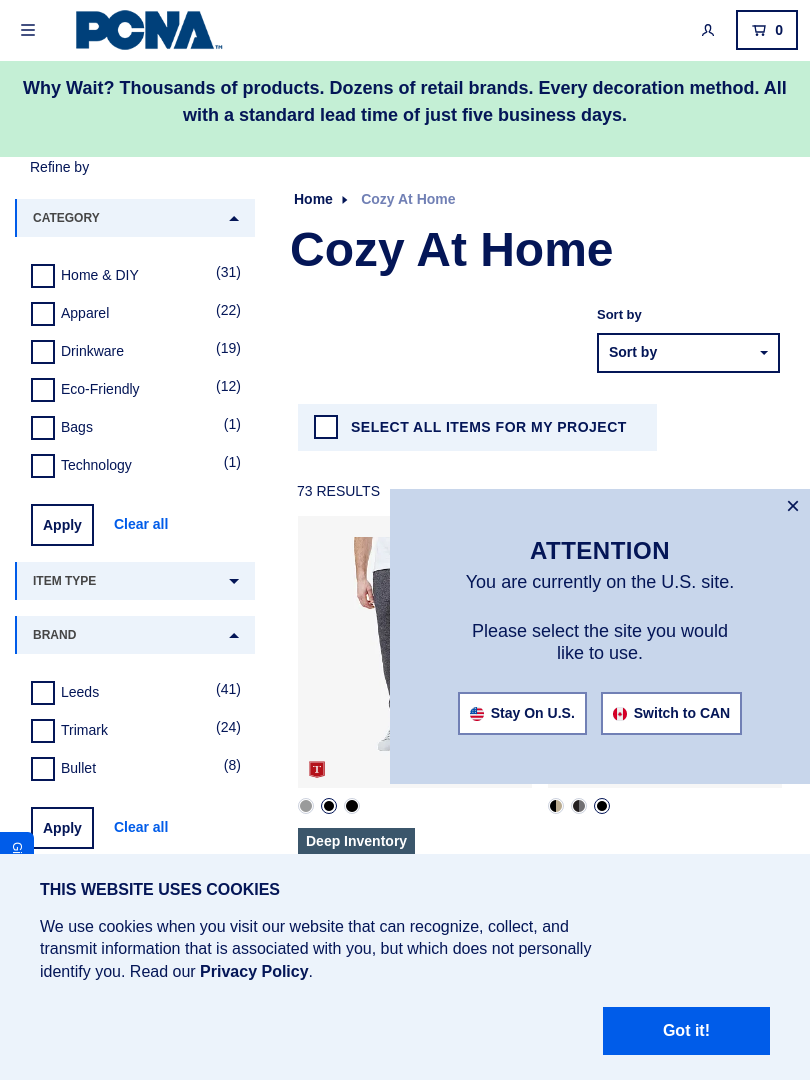 PCNA™
0
Why Wait? Thousands of products. Dozens of retail brands. Every decoration method. All
with a standard lead time of just five business days.
Refine by
CATEGORY
Home & DIY (31)
Apparel (22)
Drinkware (19)
Eco-Friendly (12)
Bags (1)
Technology (1)
Apply Clear all
ITEM TYPE
BRAND
Leeds (41)
Trimark (24)
Bullet (8)
Apply Clear all
Home Cozy At Home
Cozy At Home
Sort by
Sort by
SELECT ALL ITEMS FOR MY PROJECT
73 RESULTS
ATTENTION
You are currently on the U.S. site.
Please select the site you would
like to use.
Stay On U.S. Switch to CAN
T
Deep Inventory
THIS WEBSITE USES COOKIES
We use cookies when you visit our website that can recognize, collect, and
transmit information that is associated with you, but which does not personally
identify you. Read our Privacy Policy.
Got it!